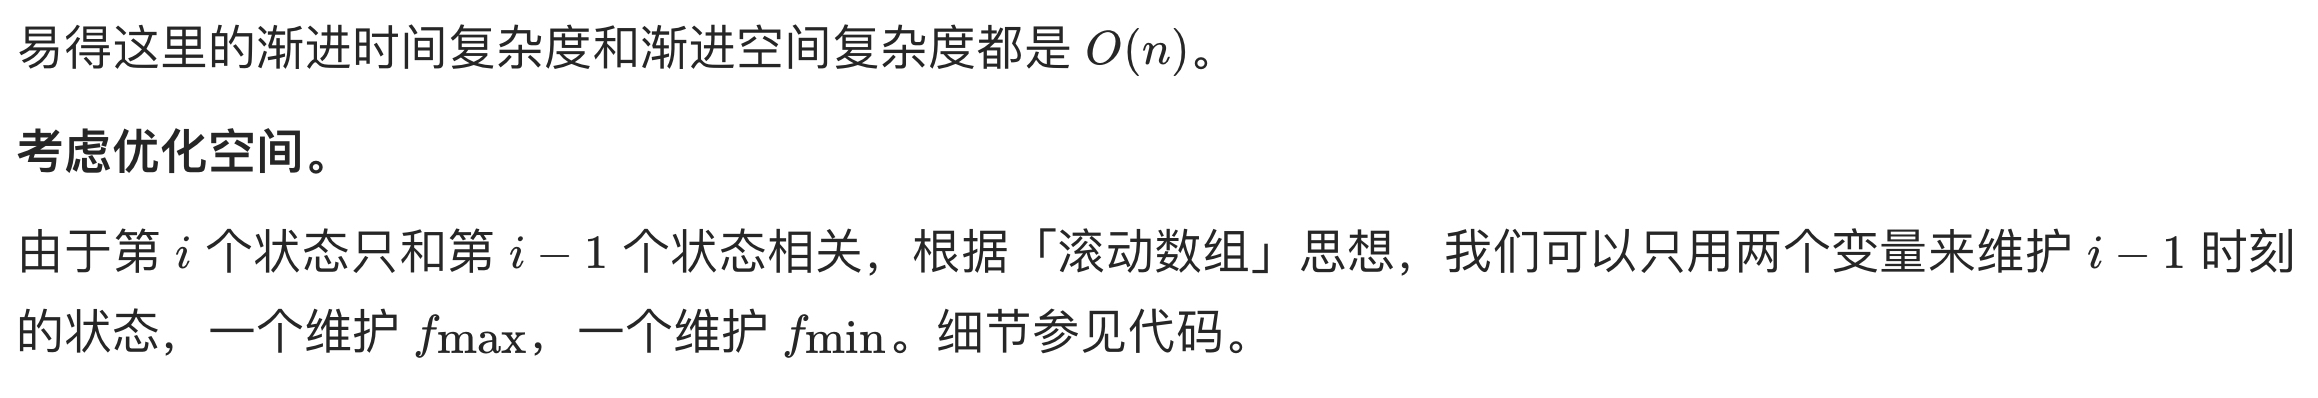 易得这里的渐进时间复杂度和渐进空间复杂度都是 O(n)。
考虑优化空间。
由于第 i 个状态只和第 i − 1 个状态相关，根据「滚动数组」思想，我们可以只用两个变量来维护 i − 1 时刻
的状态，一个维护 fmax，一个维护 fmin。细节参见代码。